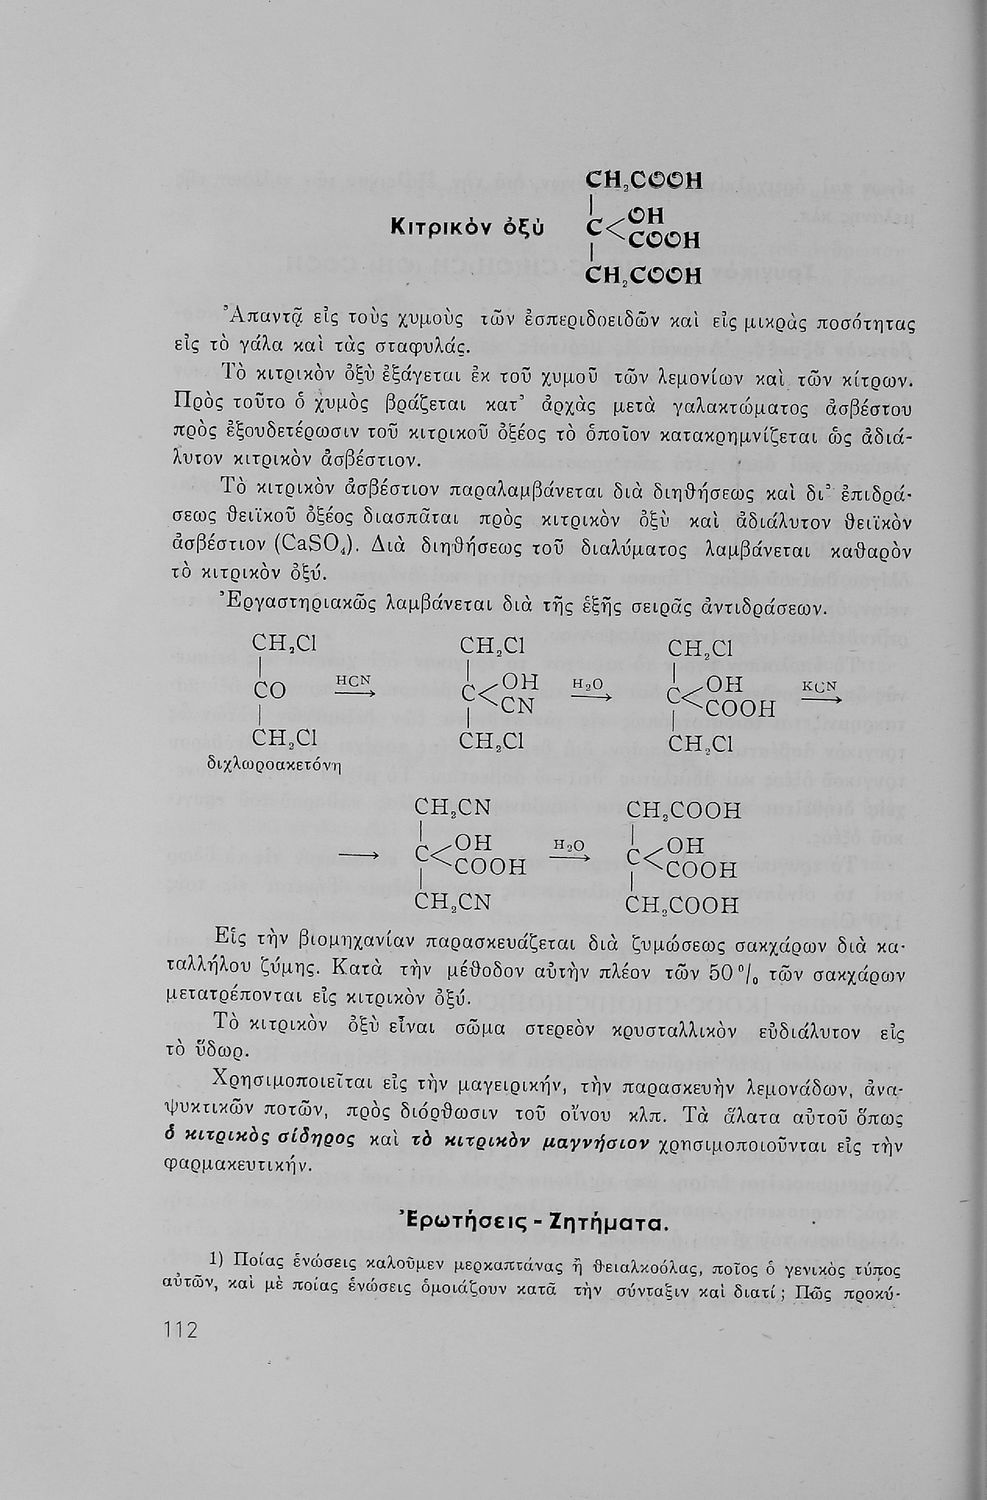 CH₂COOH
|
Κιτρικὸν ὀξὺ C<OH
COOH
|
CH₂COOH
Ἀπαντᾷ εἰς τοὺς χυμοὺς τῶν ἑσπεριδοειδῶν καὶ εἰς μικρὰς ποσότητας
εἰς τὸ γάλα καὶ τὰς σταφυλάς.
Τὸ κιτρικὸν ὀξὺ ἐξάγεται ἐκ τοῦ χυμοῦ τῶν λεμονίων καὶ τῶν κίτρων.
Πρὸς τοῦτο ὁ χυμὸς βράζεται κατ᾽ ἀρχὰς μετὰ γαλακτώματος ἀσβέστου
πρὸς ἐξουδετέρωσιν τοῦ κιτρικοῦ ὀξέος τὸ ὁποῖον κατακρημνίζεται ὡς ἀδιά-
λυτον κιτρικὸν ἀσβέστιον.
Τὸ κιτρικὸν ἀσβέστιον παραλαμβάνεται διὰ διηθήσεως καὶ δι᾽ ἐπιδρά-
σεως θειϊκοῦ ὀξέος διασπᾶται πρὸς κιτρικὸν ὀξὺ καὶ ἀδιάλυτον θειϊκὸν
ἀσβέστιον (CaSO₄). Διὰ διηθήσεως τοῦ διαλύματος λαμβάνεται καθαρὸν
τὸ κιτρικὸν ὀξύ.
Ἐργαστηριακῶς λαμβάνεται διὰ τῆς ἑξῆς σειρᾶς ἀντιδράσεων.
CH₂Cl CH₂Cl CH₂Cl
| | |
CO HCN → C<OH H₂O → C<OH KCN →
CN COOH
| | |
CH₂Cl CH₂Cl CH₂Cl
διχλωροακετόνη
CH₂CN CH₂COOH
| |
→ C<OH H₂O → C<OH
COOH COOH
| |
CH₂CN CH₂COOH
Εἰς τὴν βιομηχανίαν παρασκευάζεται διὰ ζυμώσεως σακχάρων διὰ κα-
ταλλήλου ζύμης. Κατὰ τὴν μέθοδον αὐτὴν πλέον τῶν 50% τῶν σακχάρων
μετατρέπονται εἰς κιτρικὸν ὀξύ.
Τὸ κιτρικὸν ὀξὺ εἶναι σῶμα στερεὸν κρυσταλλικὸν εὐδιάλυτον εἰς
τὸ ὕδωρ.
Χρησιμοποιεῖται εἰς τὴν μαγειρικήν, τὴν παρασκευὴν λεμονάδων, ἀνα-
ψυκτικῶν ποτῶν, πρὸς διόρθωσιν τοῦ οἴνου κλπ. Τὰ ἅλατα αὐτοῦ ὅπως
ὁ κιτρικὸς σίδηρος καὶ τὸ κιτρικὸν μαγνήσιον χρησιμοποιοῦνται εἰς τὴν
φαρμακευτικήν.
Ἐρωτήσεις - Ζητήματα.
1) Ποίας ἑνώσεις καλοῦμεν μερκαπτάνας ἢ θειαλκοόλας, ποῖος ὁ γενικὸς τύπος
αὐτῶν, καὶ μὲ ποίας ἑνώσεις ὁμοιάζουν κατὰ τὴν σύνταξιν καὶ διατί; Πῶς προκύ-
112